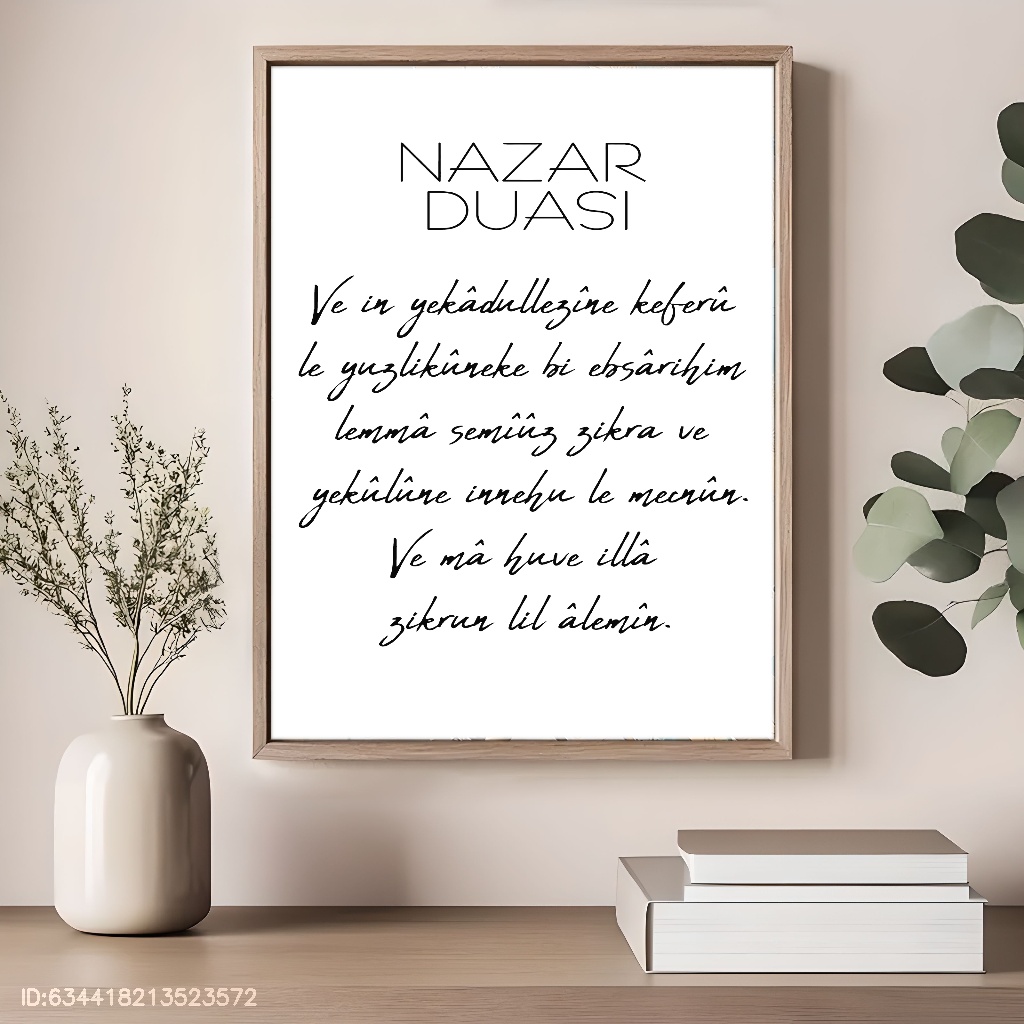 NAZAR
DUASI
Ve in yekâdullezîne keferû
le yuzlikûneke bi ebsârihim
lemmâ semîûz zikra ve
yekûlûne innehu le mecnûn.
Ve mâ huve illâ
zikrun lil âlemîn.
ID:634418213523572